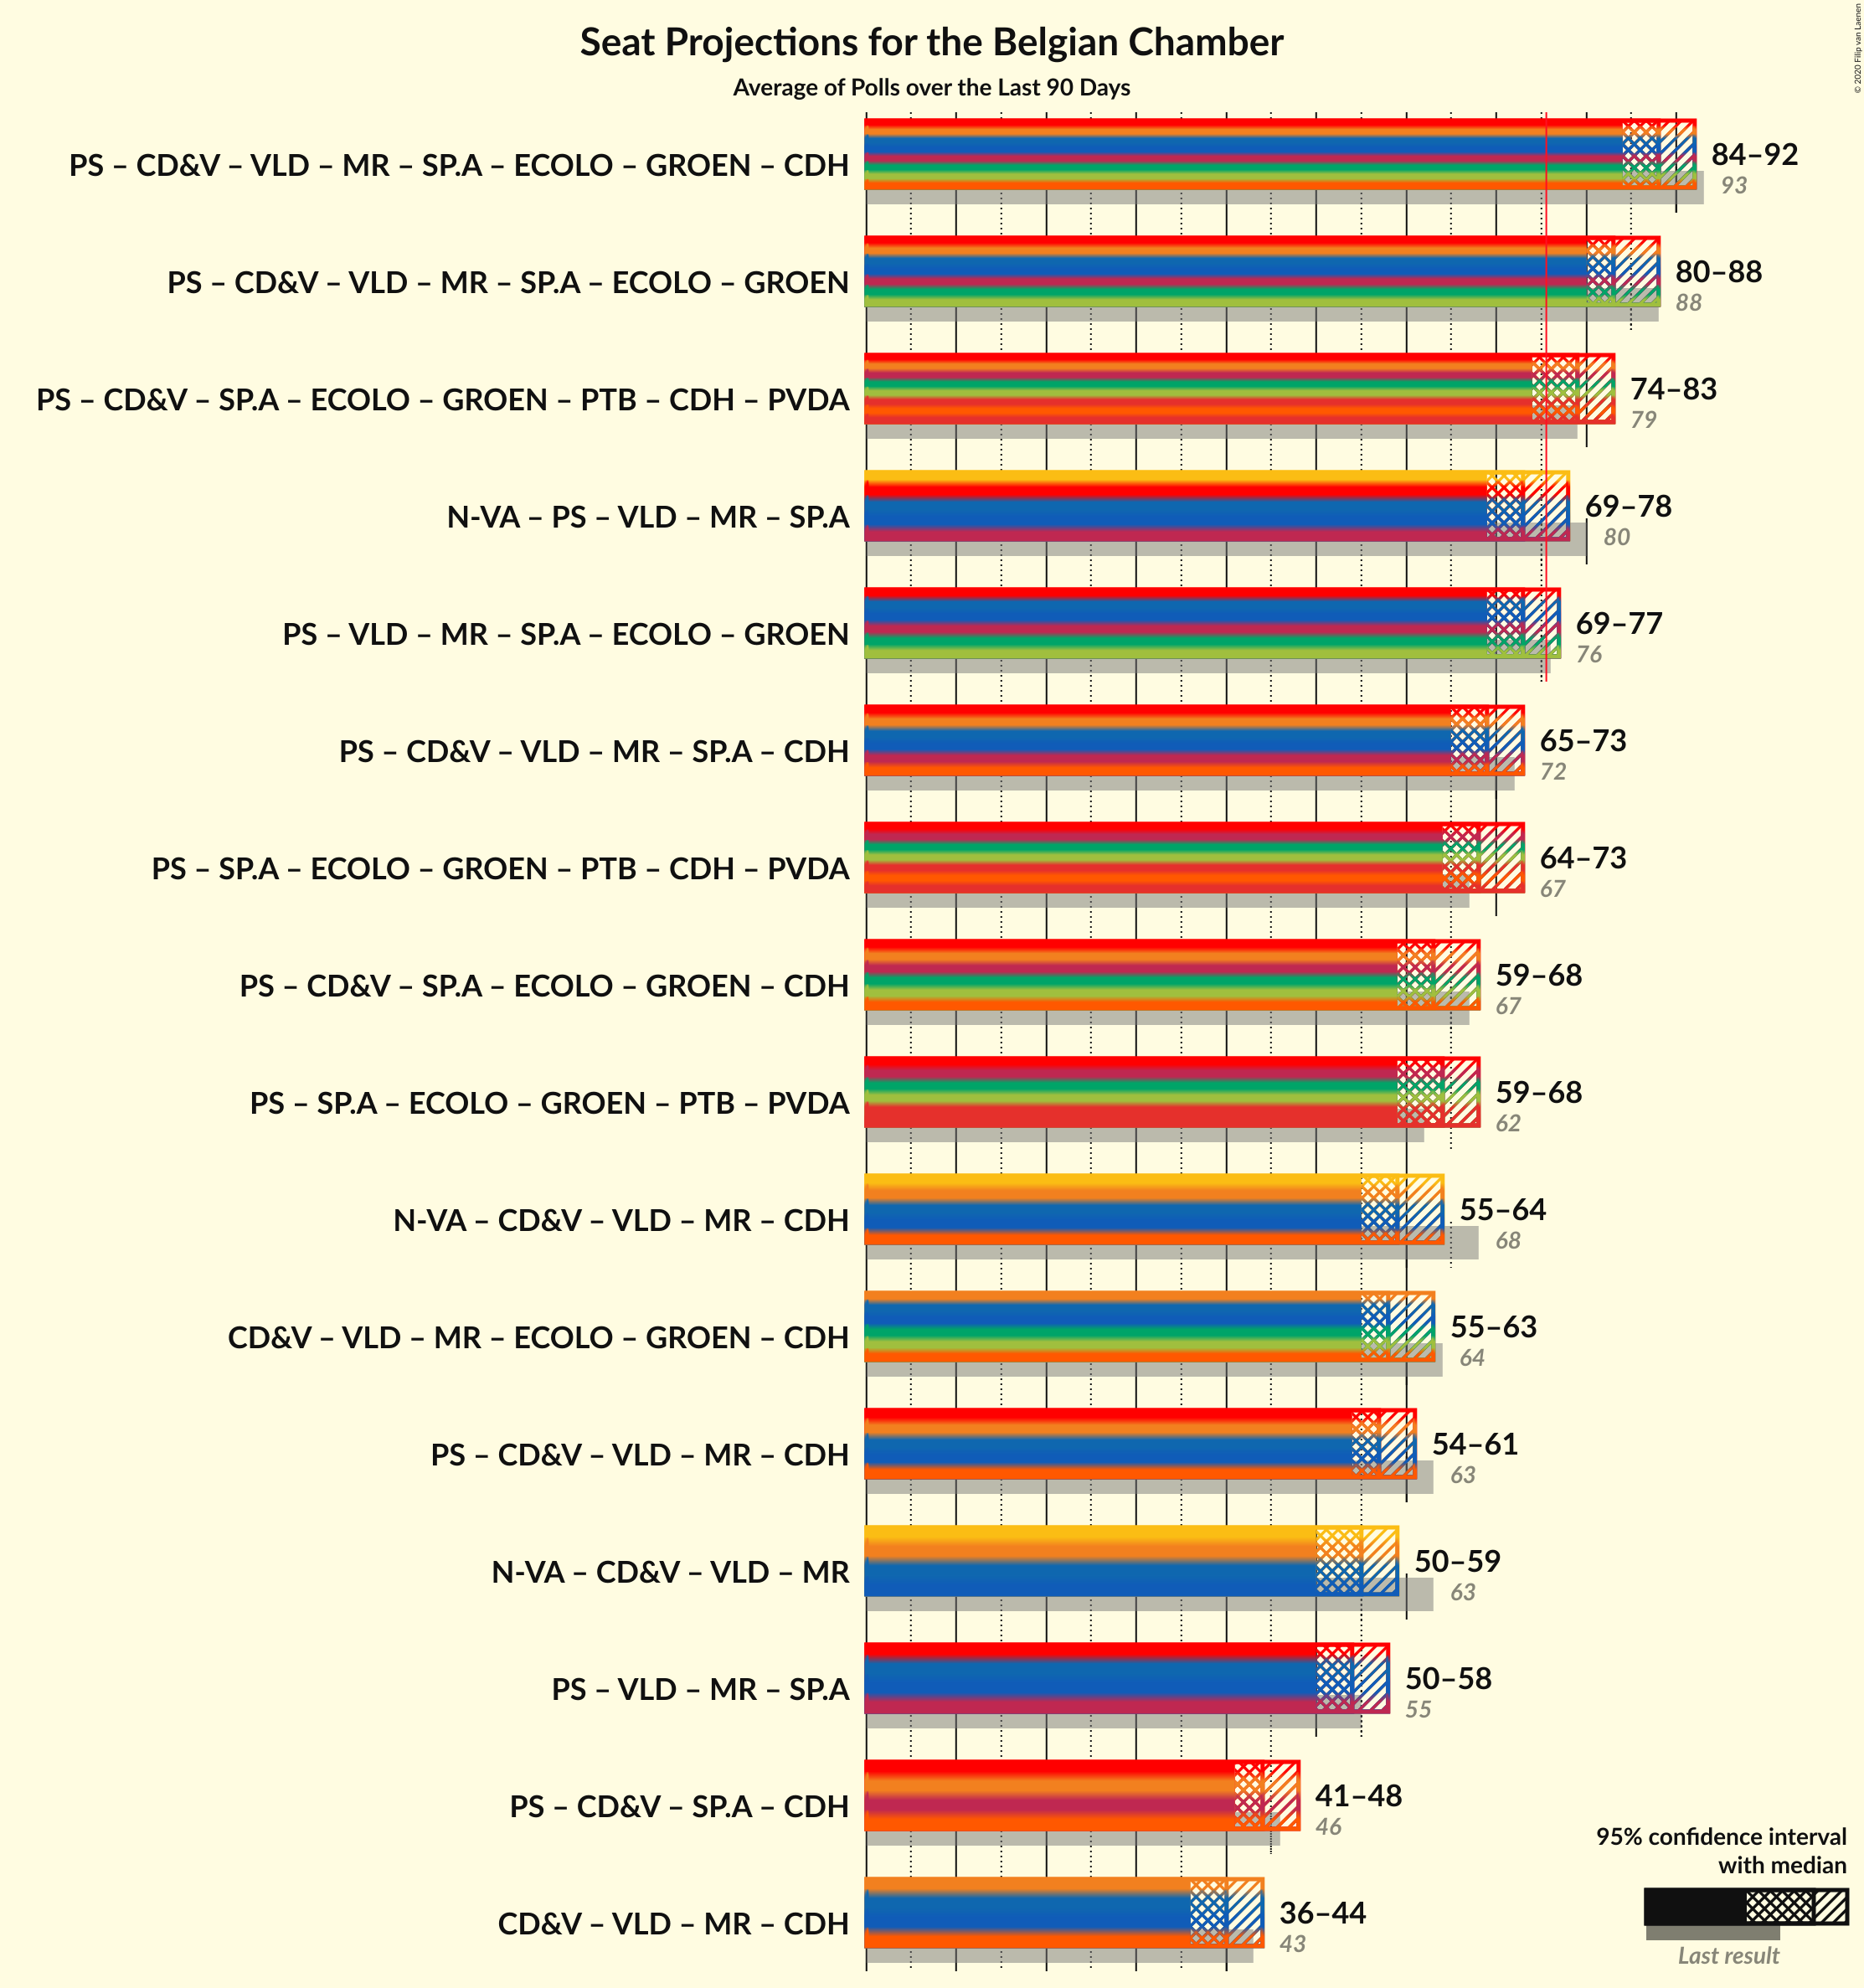 Seat Projections for the Belgian Chamber
Average of Polls over the Last 90 Days
© 2020 Filip van Laenen
PS – CD&V – VLD – MR – SP.A – ECOLO – GROEN – CDH
84–92
93
PS – CD&V – VLD – MR – SP.A – ECOLO – GROEN
80–88
88
PS – CD&V – SP.A – ECOLO – GROEN – PTB – CDH – PVDA
74–83
79
N-VA – PS – VLD – MR – SP.A
69–78
80
PS – VLD – MR – SP.A – ECOLO – GROEN
69–77
76
PS – CD&V – VLD – MR – SP.A – CDH
65–73
72
PS – SP.A – ECOLO – GROEN – PTB – CDH – PVDA
64–73
67
PS – CD&V – SP.A – ECOLO – GROEN – CDH
59–68
67
PS – SP.A – ECOLO – GROEN – PTB – PVDA
59–68
62
N-VA – CD&V – VLD – MR – CDH
55–64
68
CD&V – VLD – MR – ECOLO – GROEN – CDH
55–63
64
PS – CD&V – VLD – MR – CDH
54–61
63
N-VA – CD&V – VLD – MR
50–59
63
PS – VLD – MR – SP.A
50–58
55
PS – CD&V – SP.A – CDH
41–48
46
CD&V – VLD – MR – CDH
36–44
43
95% confidence interval
with median
Last result